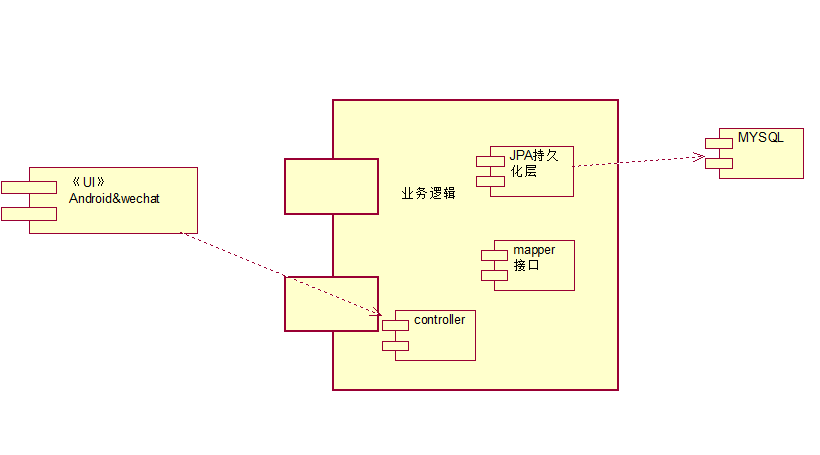 《UI》
Android&wechat
业务逻辑
JPA持久
化层
mapper
接口
controller
MYSQL